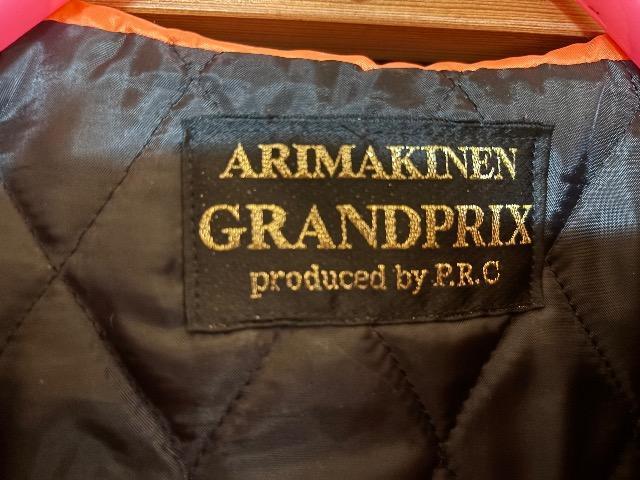 ARIMAKINEN
GRANDPRIX
produced by P.R.C